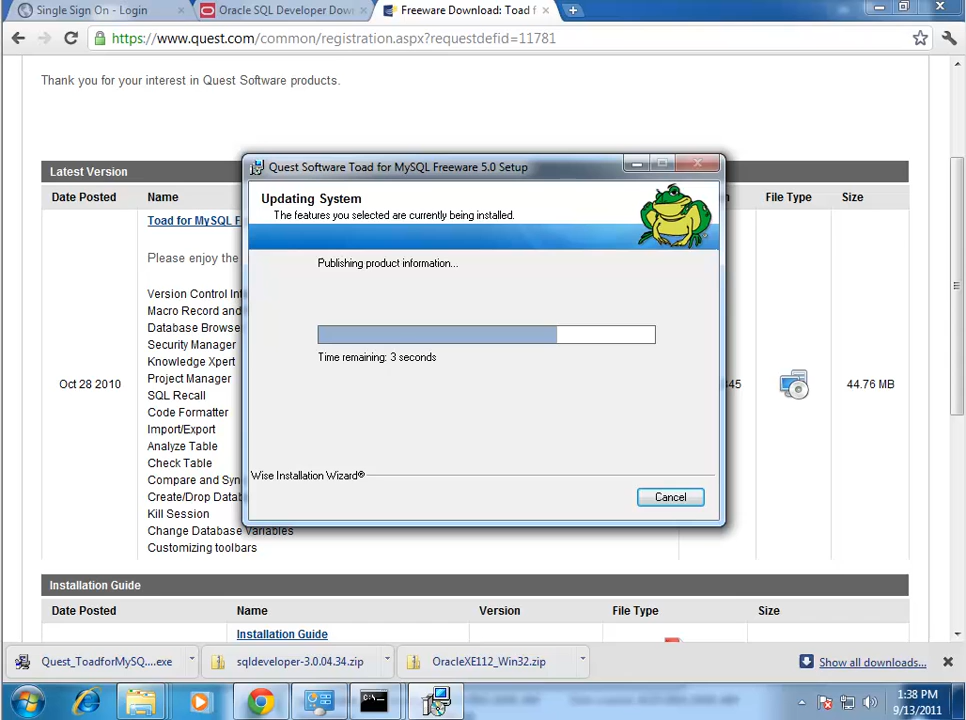 Single Sign On - Login
Oracle SQL Developer Down
Freeware Download: Toad f
https://www.quest.com/common/registration.aspx?requestdefid=11781
Thank you for your interest in Quest Software products.
Latest Version
Date Posted
Name
File Type
Size
Toad for MySQL F
Please enjoy the
Version Control Int
Macro Record and
Database Browse
Security Manager
Knowledge Xpert
Project Manager
Oct 28 2010
345
44.76 MB
SQL Recall
Code Formatter
Import/Export
Analyze Table
Check Table
Compare and Syn
Create/Drop Datab
Kill Session
Change Database Variables
Customizing toolbars
Quest Software Toad for MySQL Freeware 5.0 Setup
Updating System
The features you selected are currently being installed.
Publishing product information...
Time remaining: 3 seconds
Wise Installation Wizard®
Cancel
Installation Guide
Date Posted
Name
Version
File Type
Size
Installation Guide
Quest_ToadforMySQ....exe
sqldeveloper-3.0.04.34.zip
OracleXE112_Win32.zip
Show all downloads...
1:38 PM
9/13/2011